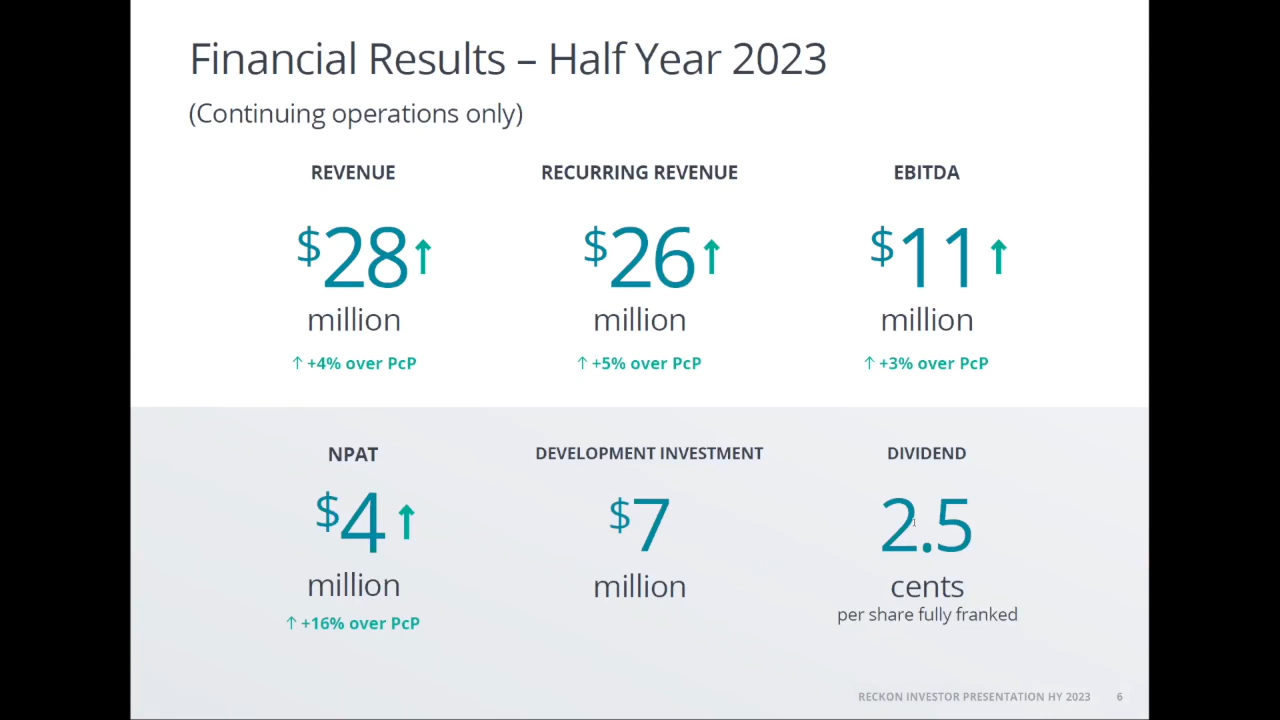 Financial Results – Half Year 2023
(Continuing operations only)
REVENUE
$28↑
million
↑ +4% over PcP
RECURRING REVENUE
$26↑
million
↑ +5% over PcP
EBITDA
$11↑
million
↑ +3% over PcP
NPAT
$4↑
million
↑ +16% over PcP
DEVELOPMENT INVESTMENT
$7
million
DIVIDEND
2.5
cents
per share fully franked
RECKON INVESTOR PRESENTATION HY 2023 6